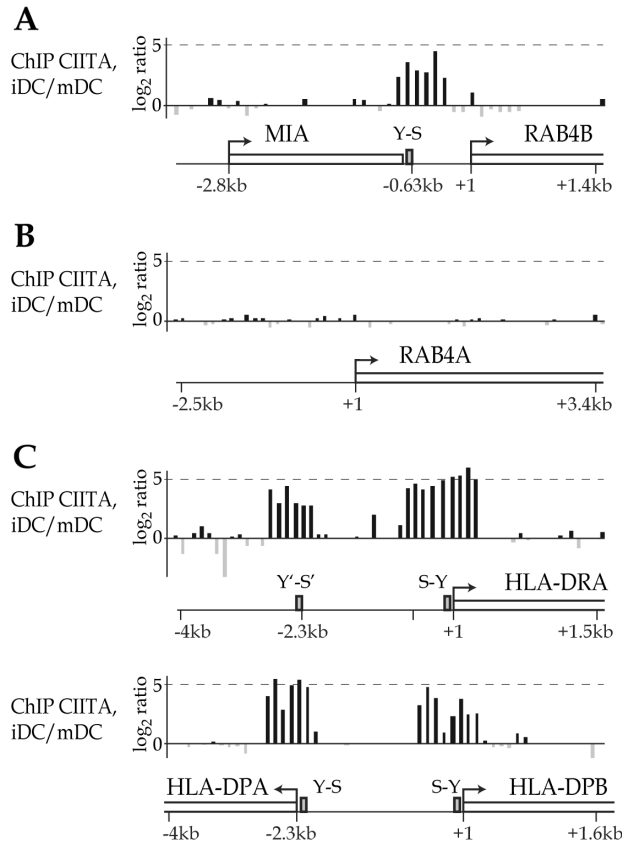 A
ChIP CIITA,
iDC/mDC
log2 ratio
5
0
MIA
Y-S
RAB4B
-2.8kb
-0.63kb
+1
+1.4kb
B
ChIP CIITA,
iDC/mDC
log2 ratio
5
0
RAB4A
-2.5kb
+1
+3.4kb
C
ChIP CIITA,
iDC/mDC
log2 ratio
5
0
Y'-S'
S-Y
HLA-DRA
-4kb
-2.3kb
+1
+1.5kb
ChIP CIITA,
iDC/mDC
log2 ratio
5
0
HLA-DPA
Y-S
S-Y
HLA-DPB
-4kb
-2.3kb
+1
+1.6kb